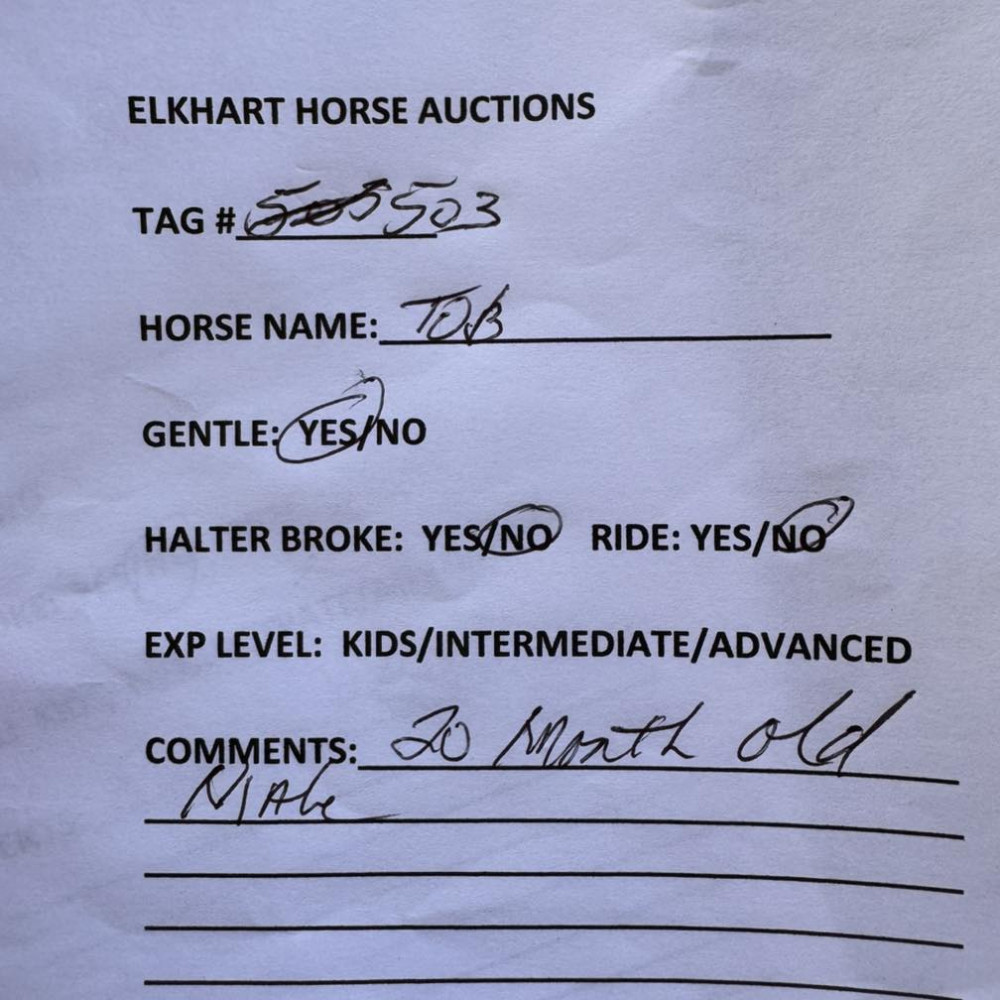 ELKHART HORSE AUCTIONS
TAG # 505 503
HORSE NAME: TOB
GENTLE: YES/NO
HALTER BROKE: YES/NO RIDE: YES/NO
EXP LEVEL: KIDS/INTERMEDIATE/ADVANCED
COMMENTS: 20 Month old
Male